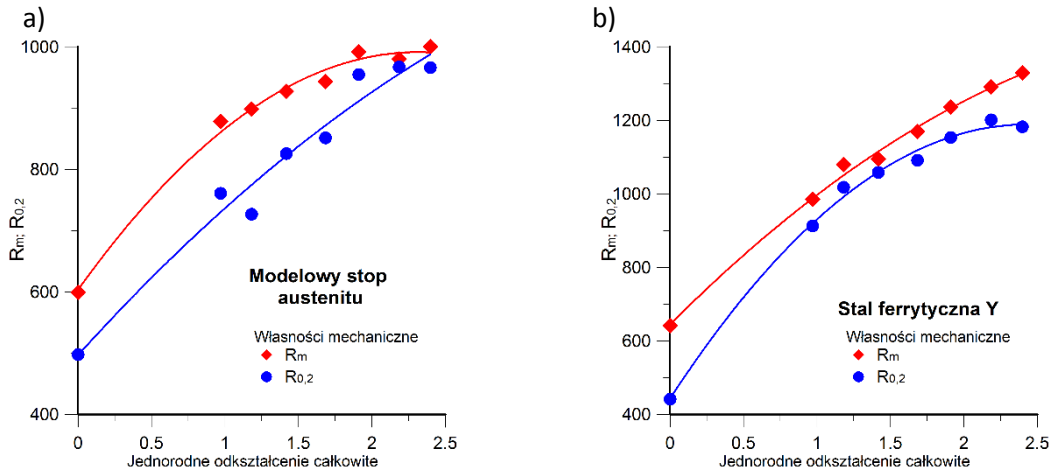 a)
1000
800
600
400
Rm; R0,2
Modelowy stop
austenitu
Własności mechaniczne
Rm
R0,2
0 0.5 1 1.5 2 2.5
Jednorodne odkształcenie całkowite
b)
1400
1200
1000
800
600
400
Rm; R0,2
Stal ferrytyczna Y
Własności mechaniczne
Rm
R0,2
0 0.5 1 1.5 2 2.5
Jednorodne odkształcenie całkowite